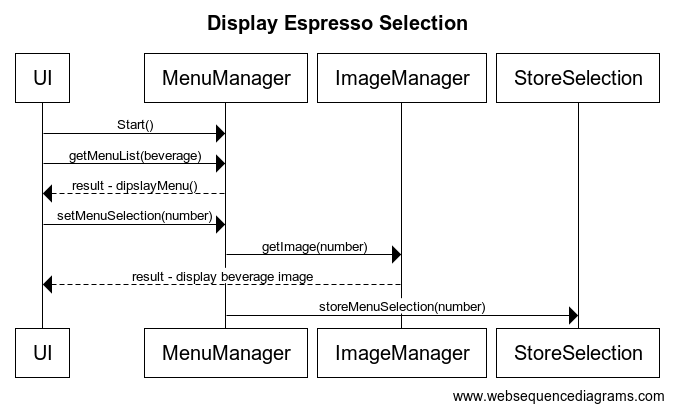 Display Espresso Selection
UI MenuManager ImageManager StoreSelection
Start()
getMenuList(beverage)
result - dipslayMenu()
setMenuSelection(number)
getImage(number)
result - display beverage image
storeMenuSelection(number)
UI MenuManager ImageManager StoreSelection
www.websequencediagrams.com